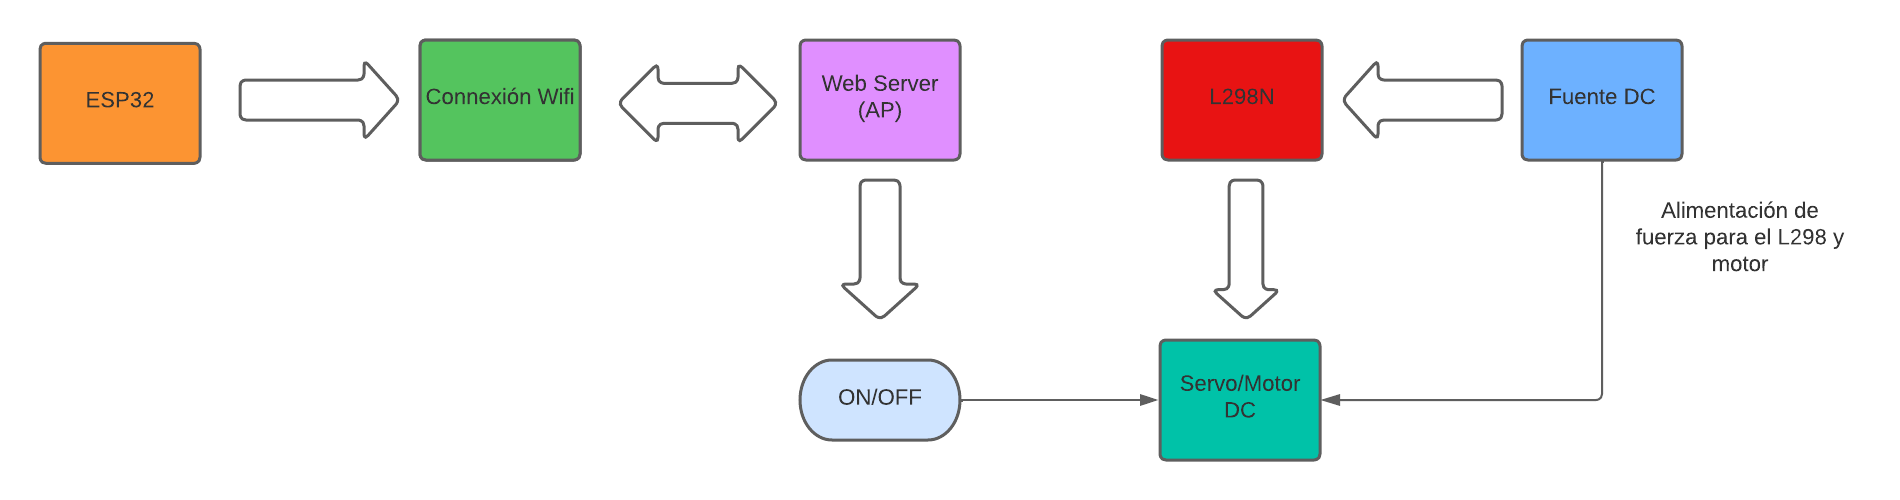 ESP32
Connexión Wifi
Web Server
(AP)
L298N
Fuente DC
Alimentación de
fuerza para el L298 y
motor
ON/OFF
Servo/Motor
DC